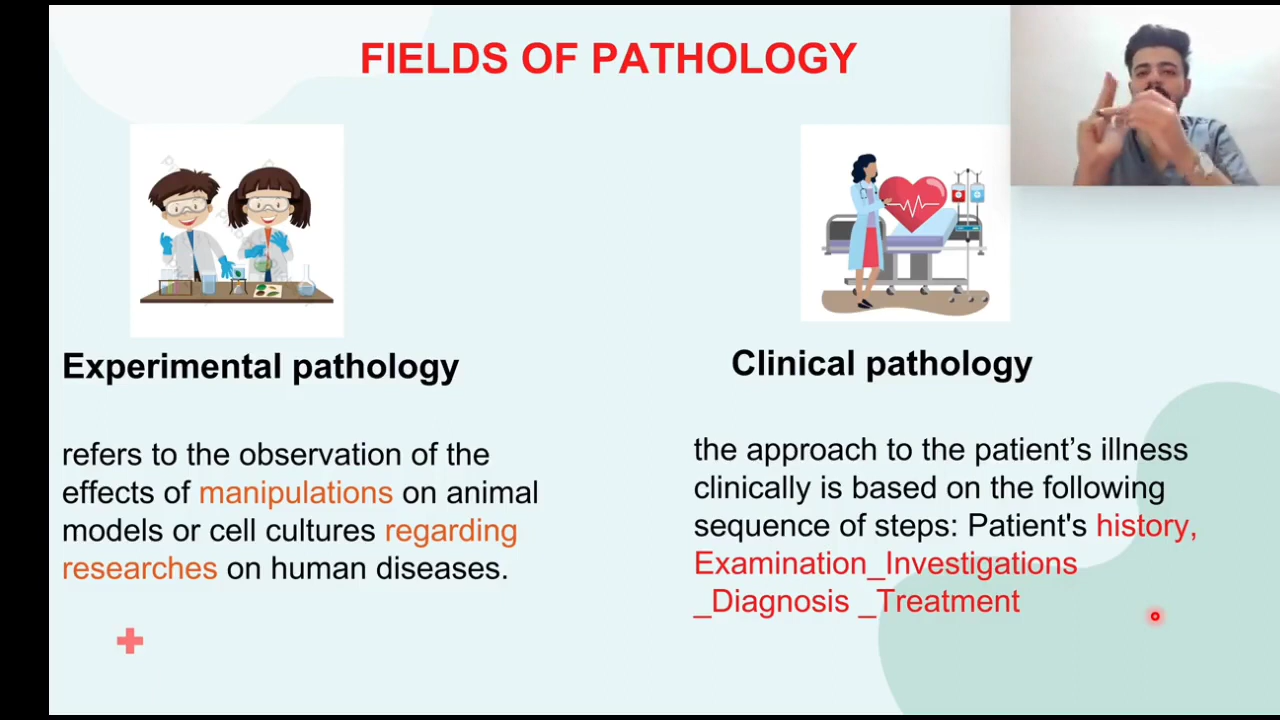 FIELDS OF PATHOLOGY
Experimental pathology
refers to the observation of the
effects of manipulations on animal
models or cell cultures regarding
researches on human diseases.
Clinical pathology
the approach to the patient’s illness
clinically is based on the following
sequence of steps: Patient's history,
Examination_Investigations
_Diagnosis _Treatment